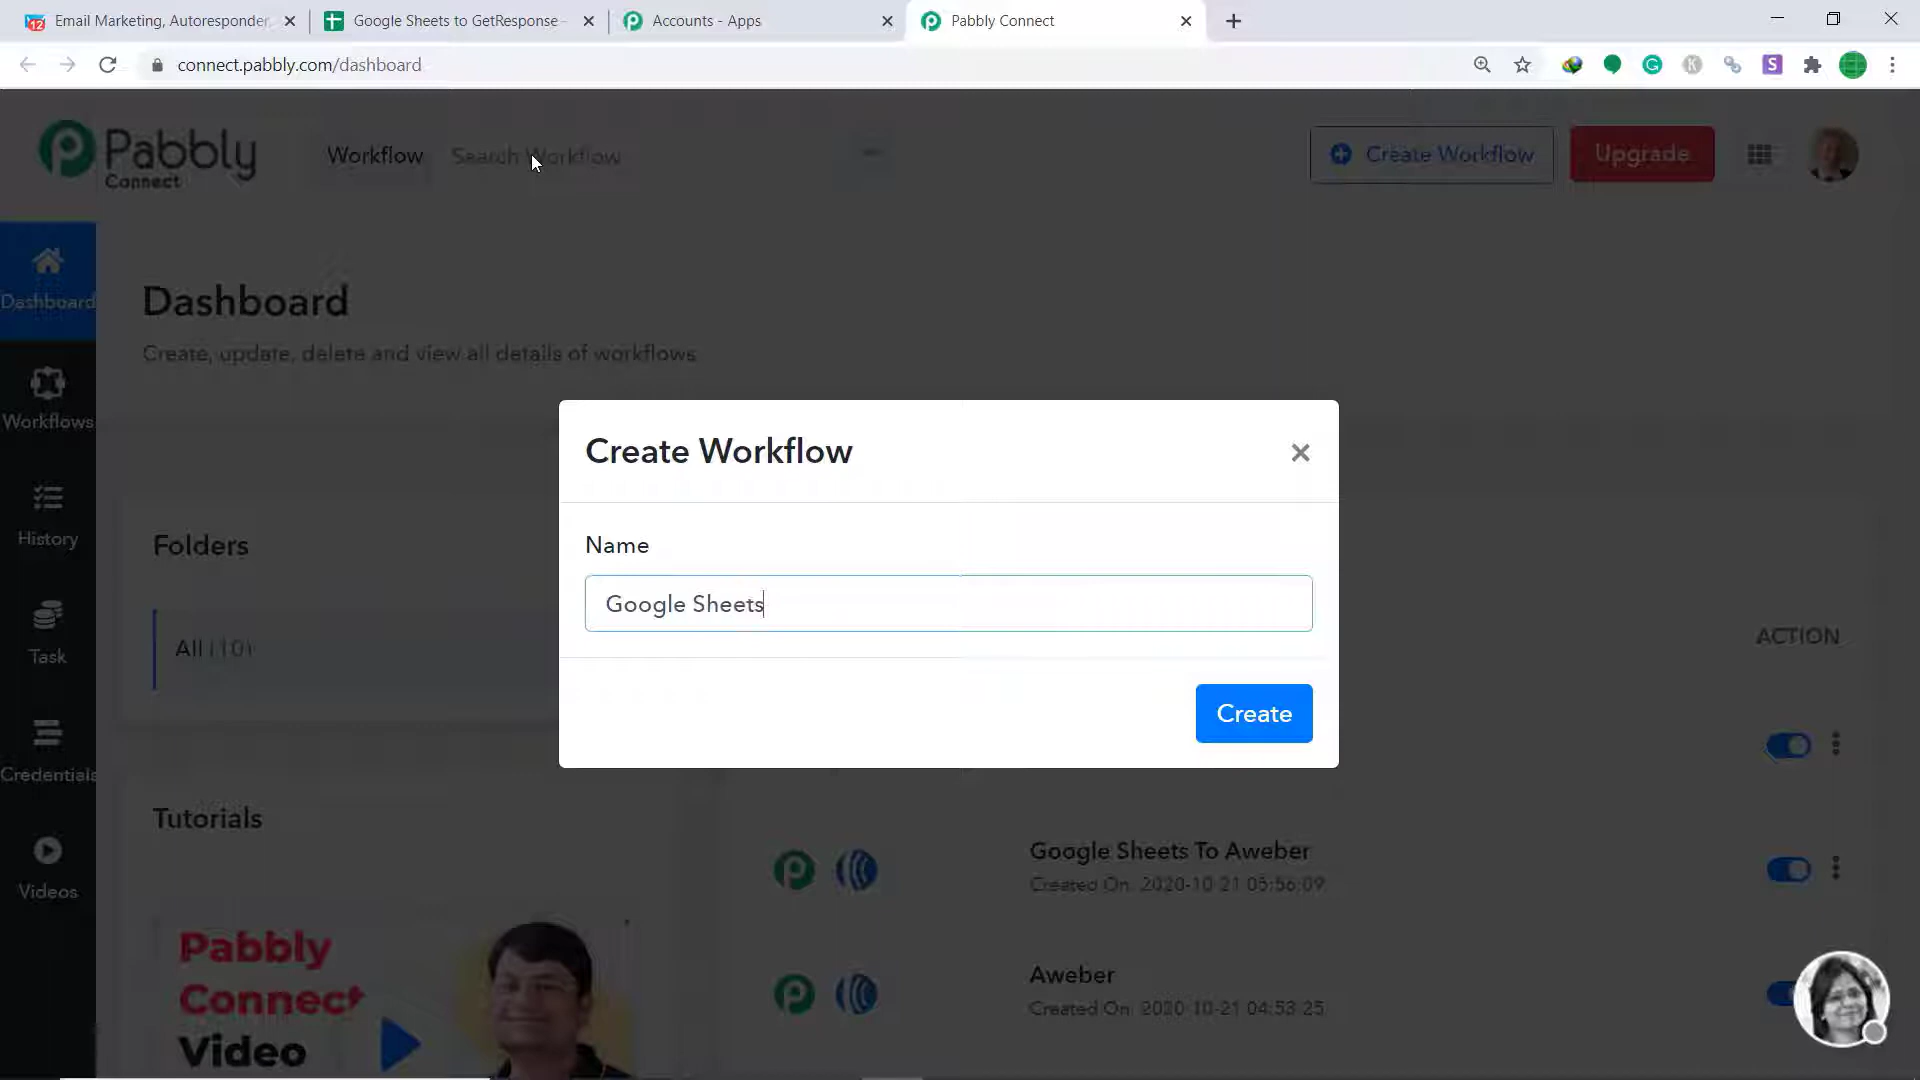 Email Marketing, Autoresponder,
Google Sheets to GetResponse -
Accounts - Apps
Pabbly Connect
connect.pabbly.com/dashboard
Pabbly
Connect
Workflow
Search Workflow
Create Workflow
Upgrade
Dashboard
Workflows
History
Task
Credentials
Videos
Dashboard
Create, update, delete and view all details of workflows
Folders
All (10)
Create Workflow
Name
Google Sheets
Create
ACTION
Tutorials
Pabbly
Connect
Video
Google Sheets To Aweber
Created On: 2020-10-21 05:56:09
Aweber
Created On: 2020-10-21 04:53:25